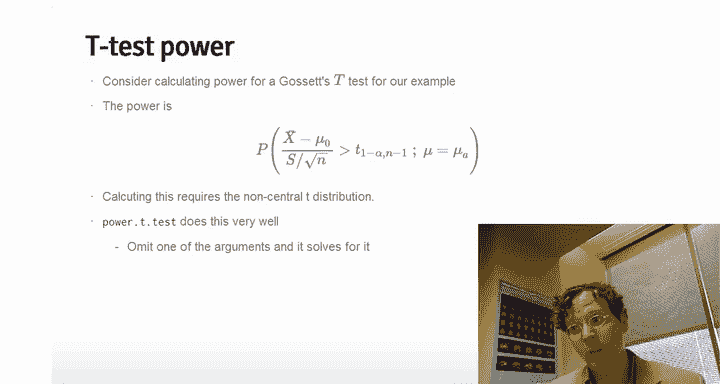 T-test power
· Consider calculating power for a Gossett's T test for our example
· The power is
P( (X̄ − μ₀) / (S/√n) > t₁₋α,ₙ₋₁ ; μ = μₐ )
· Calcuting this requires the non-central t distribution.
· power.t.test does this very well
- Omit one of the arguments and it solves for it